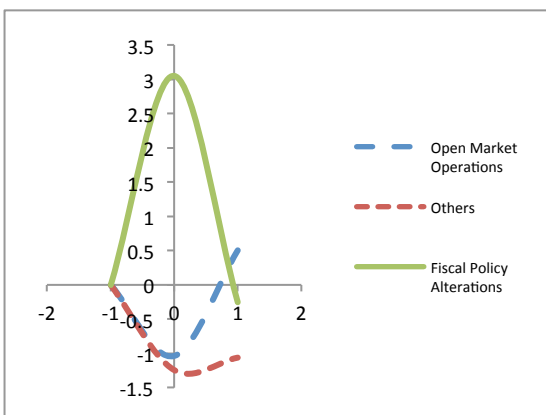 3.5
3
2.5
2
1.5
1
0.5
0
-0.5
-1
-1.5
-2 -1 0 1 2
Open Market
Operations
Others
Fiscal Policy
Alterations